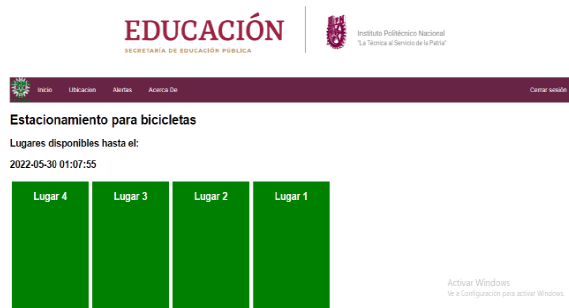 EDUCACIÓN
SECRETARÍA DE EDUCACIÓN PÚBLICA
Instituto Politécnico Nacional
"La Técnica al Servicio de la Patria"
Inicio Ubicacion Alertas Acerca De Cerrar sesión
Estacionamiento para bicicletas
Lugares disponibles hasta el:
2022-05-30 01:07:55
Lugar 4 Lugar 3 Lugar 2 Lugar 1
Activar Windows
Ve a Configuración para activar Windows.